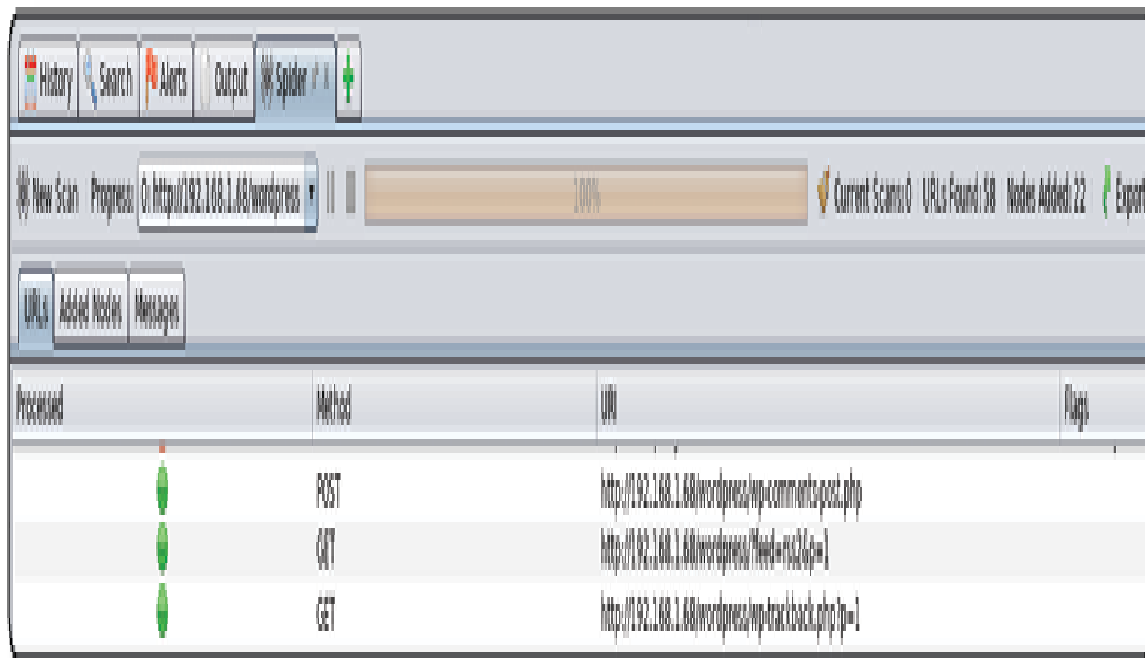 History Search Alerts Output Spider
New Scan Progress: 0: http://192.168.1.68/wordpress 100% Current Scans: 0 URLs Found: 58 Nodes Added: 22 Export
URLs Added Nodes Messages
Processed Method URI Flags
POST http://192.168.1.68/wordpress/wp-comments-post.php
GET http://192.168.1.68/wordpress/?feed=rss2&p=1
GET http://192.168.1.68/wordpress/wp-trackback.php?p=1